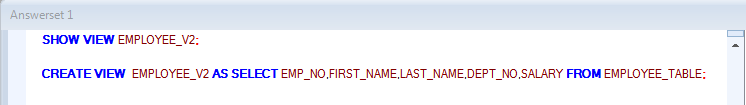 Answerset 1
SHOW VIEW EMPLOYEE_V2;
CREATE VIEW EMPLOYEE_V2 AS SELECT EMP_NO,FIRST_NAME,LAST_NAME,DEPT_NO,SALARY FROM EMPLOYEE_TABLE;